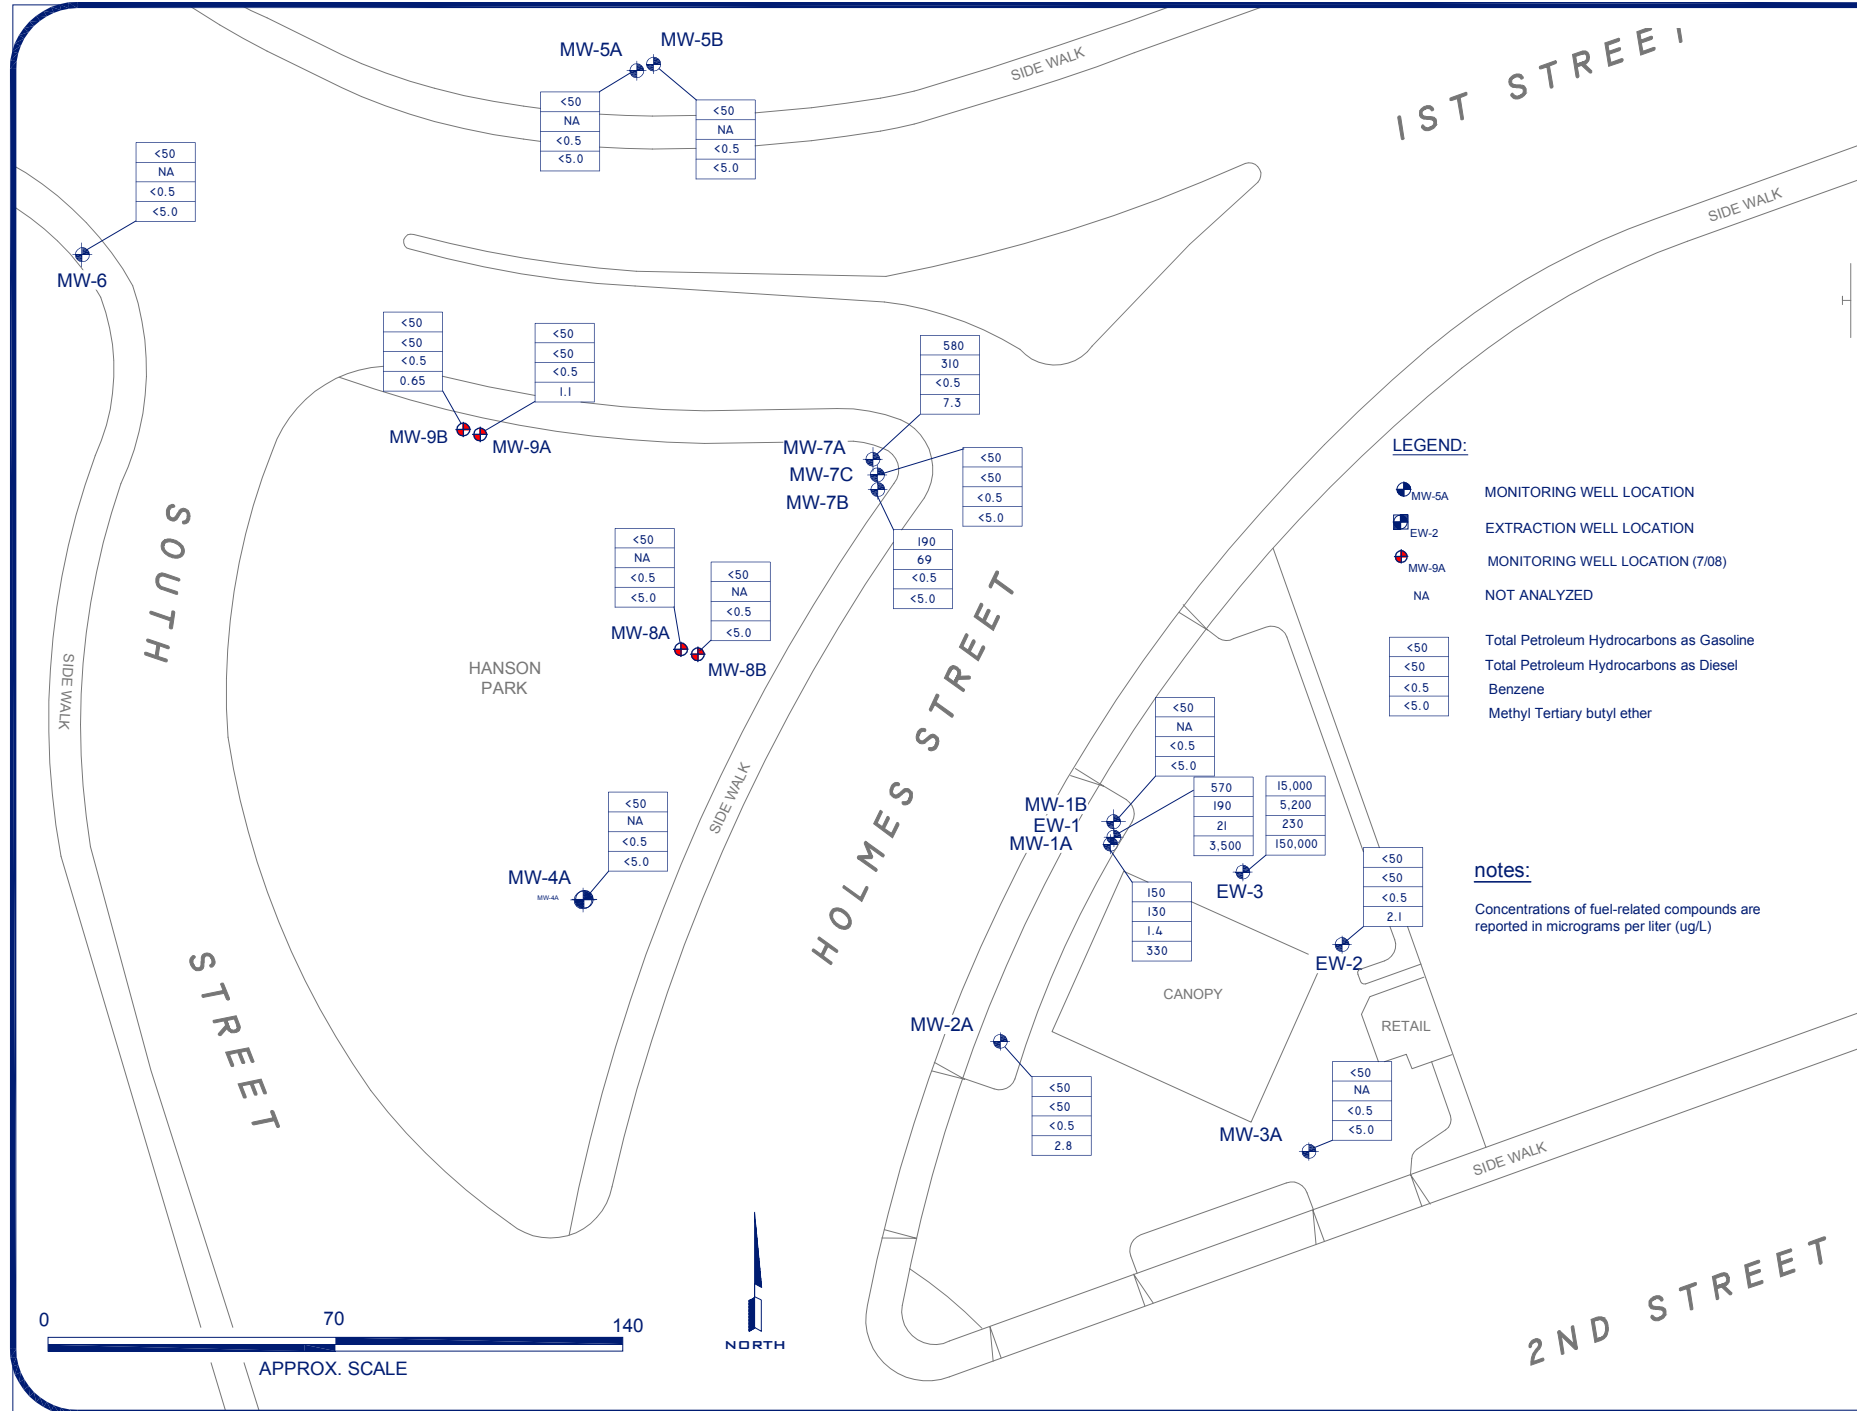 MW-5A
MW-5B
<50
NA
<0.5
<5.0
<50
NA
<0.5
<5.0
SIDE WALK
1ST STREET
SIDE WALK
<50
NA
<0.5
<5.0
MW-6
<50
<50
<0.5
0.65
MW-9B
<50
<50
<0.5
1.1
MW-9A
580
310
<0.5
7.3
MW-7A
MW-7C
MW-7B
<50
<50
<0.5
<5.0
190
69
<0.5
<5.0
<50
NA
<0.5
<5.0
MW-8A
<50
NA
<0.5
<5.0
MW-8B
HANSON
PARK
SOUTH
STREET
SIDE WALK
SIDE WALK
HOLMES STREET
<50
NA
<0.5
<5.0
MW-4A
MW-4A
LEGEND:
MW-5A MONITORING WELL LOCATION
EW-2 EXTRACTION WELL LOCATION
MW-9A MONITORING WELL LOCATION (7/08)
NA NOT ANALYZED
<50 Total Petroleum Hydrocarbons as Gasoline
<50 Total Petroleum Hydrocarbons as Diesel
<0.5 Benzene
<5.0 Methyl Tertiary butyl ether
<50
NA
<0.5
<5.0
MW-1B
EW-1
MW-1A
570
190
21
3,500
15,000
5,200
230
150,000
EW-3
150
130
1.4
330
<50
<50
<0.5
2.1
EW-2
notes:
Concentrations of fuel-related compounds are
reported in micrograms per liter (ug/L)
CANOPY
RETAIL
MW-2A
<50
<50
<0.5
2.8
<50
NA
<0.5
<5.0
MW-3A
SIDE WALK
2ND STREET
0 70 140
APPROX. SCALE
NORTH